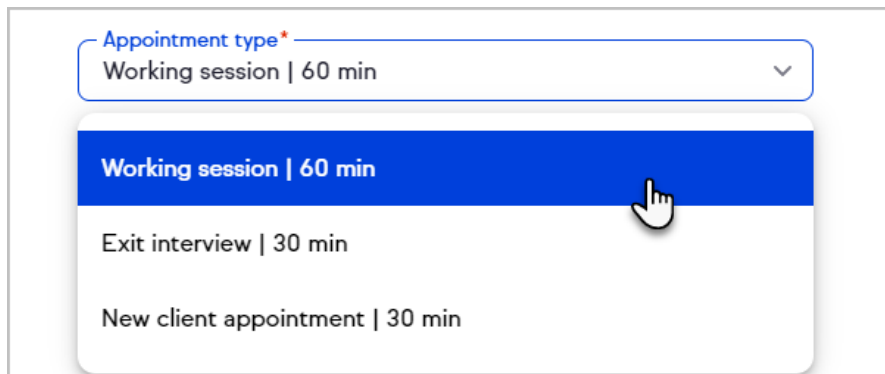 Appointment type*
Working session | 60 min
Working session | 60 min
Exit interview | 30 min
New client appointment | 30 min